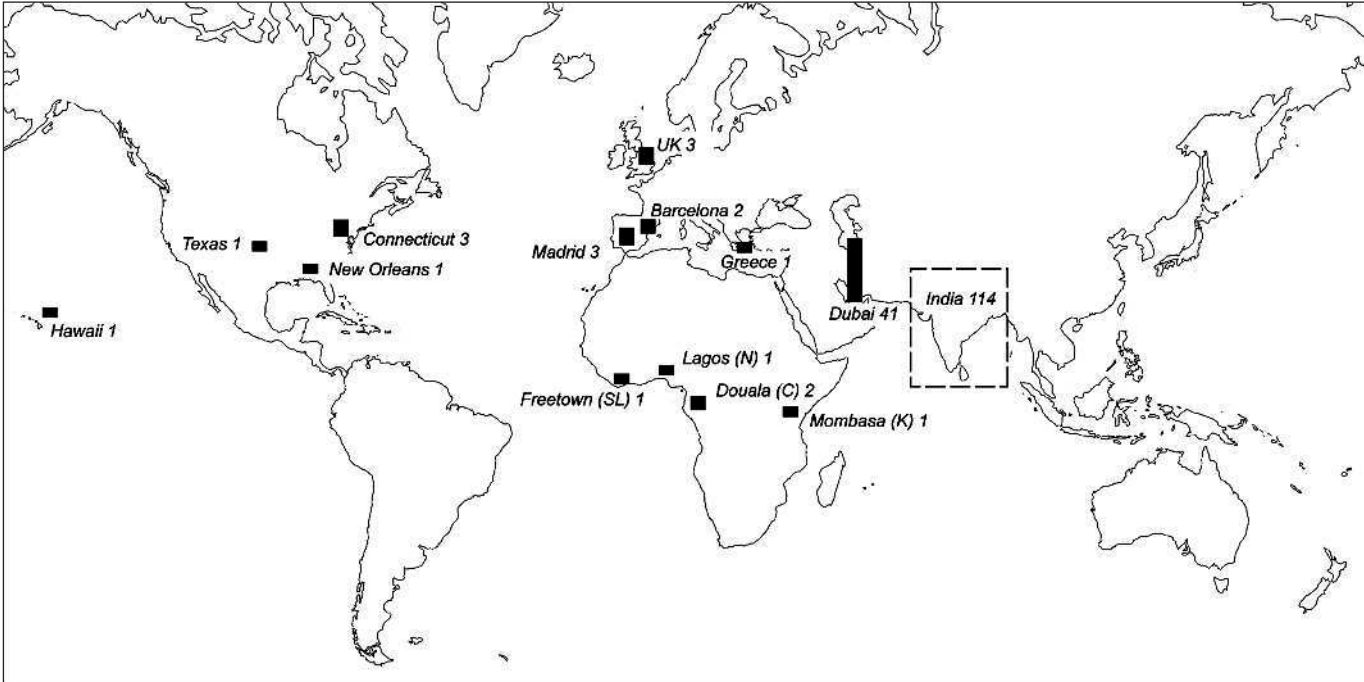 UK 3
Barcelona 2
Texas 1
Connecticut 3
Madrid 3
Greece 1
New Orleans 1
India 114
Hawaii 1
Dubai 41
Lagos (N) 1
Freetown (SL) 1
Douala (C) 2
Mombasa (K) 1